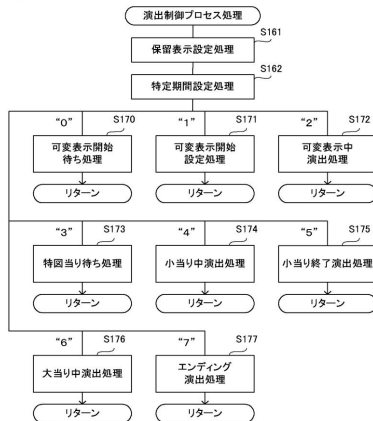 演出制御プロセス処理
S161
保留表示設定処理
S162
特定期間設定処理
"0"
S170
"1"
S171
"2"
S172
可変表示開始
待ち処理
可変表示開始
設定処理
可変表示中
演出処理
リターン
リターン
リターン
"3"
S173
"4"
S174
"5"
S175
特図当り待ち処理
小当り中演出処理
小当り終了演出処理
リターン
リターン
リターン
"6"
S176
"7"
S177
大当り中演出処理
エンディング
演出処理
リターン
リターン